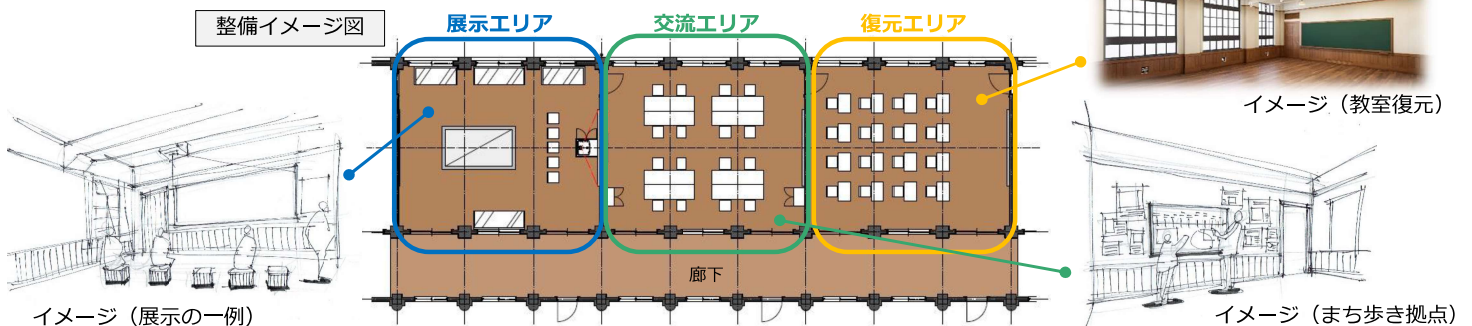 整備イメージ図
展示エリア
交流エリア
復元エリア
イメージ（教室復元）
廊下
イメージ（展示の一例）
イメージ（まち歩き拠点）